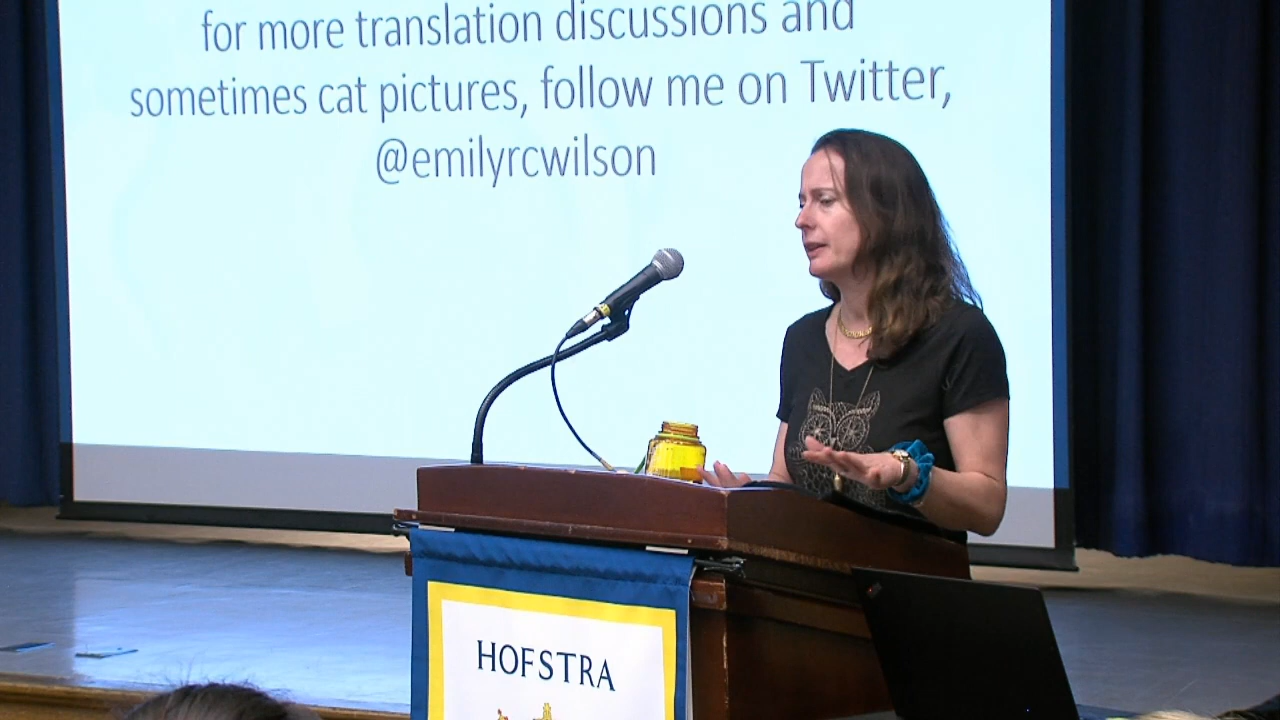 for more translation discussions and
sometimes cat pictures, follow me on Twitter,
@emilyrcwilson
HOFSTRA